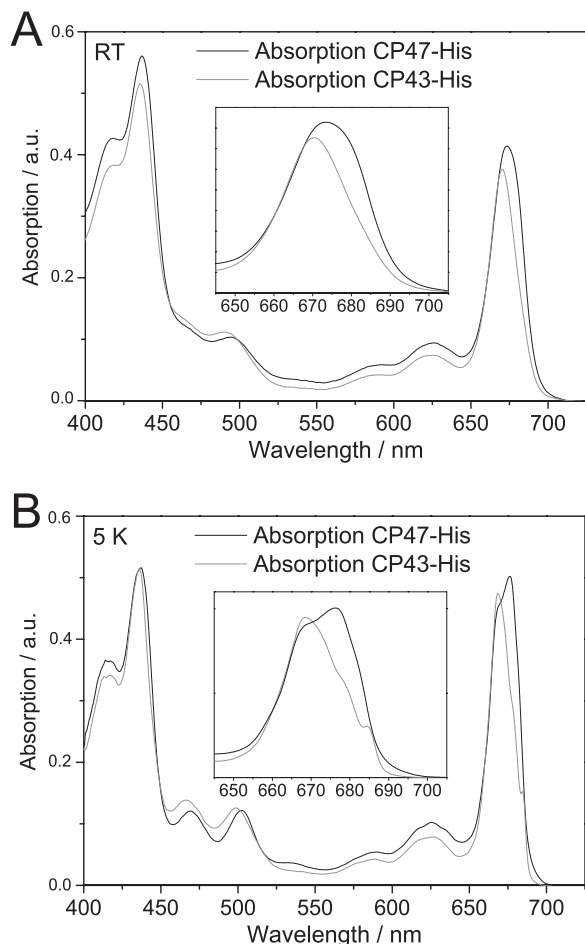 A
RT
Absorption CP47-His
Absorption CP43-His
0.6
0.4
0.2
0.0
Absorption / a.u.
650 660 670 680 690 700
400 450 500 550 600 650 700
Wavelength / nm
B
5 K
Absorption CP47-His
Absorption CP43-His
0.6
0.4
0.2
0.0
Absorption / a.u.
650 660 670 680 690 700
400 450 500 550 600 650 700
Wavelength / nm